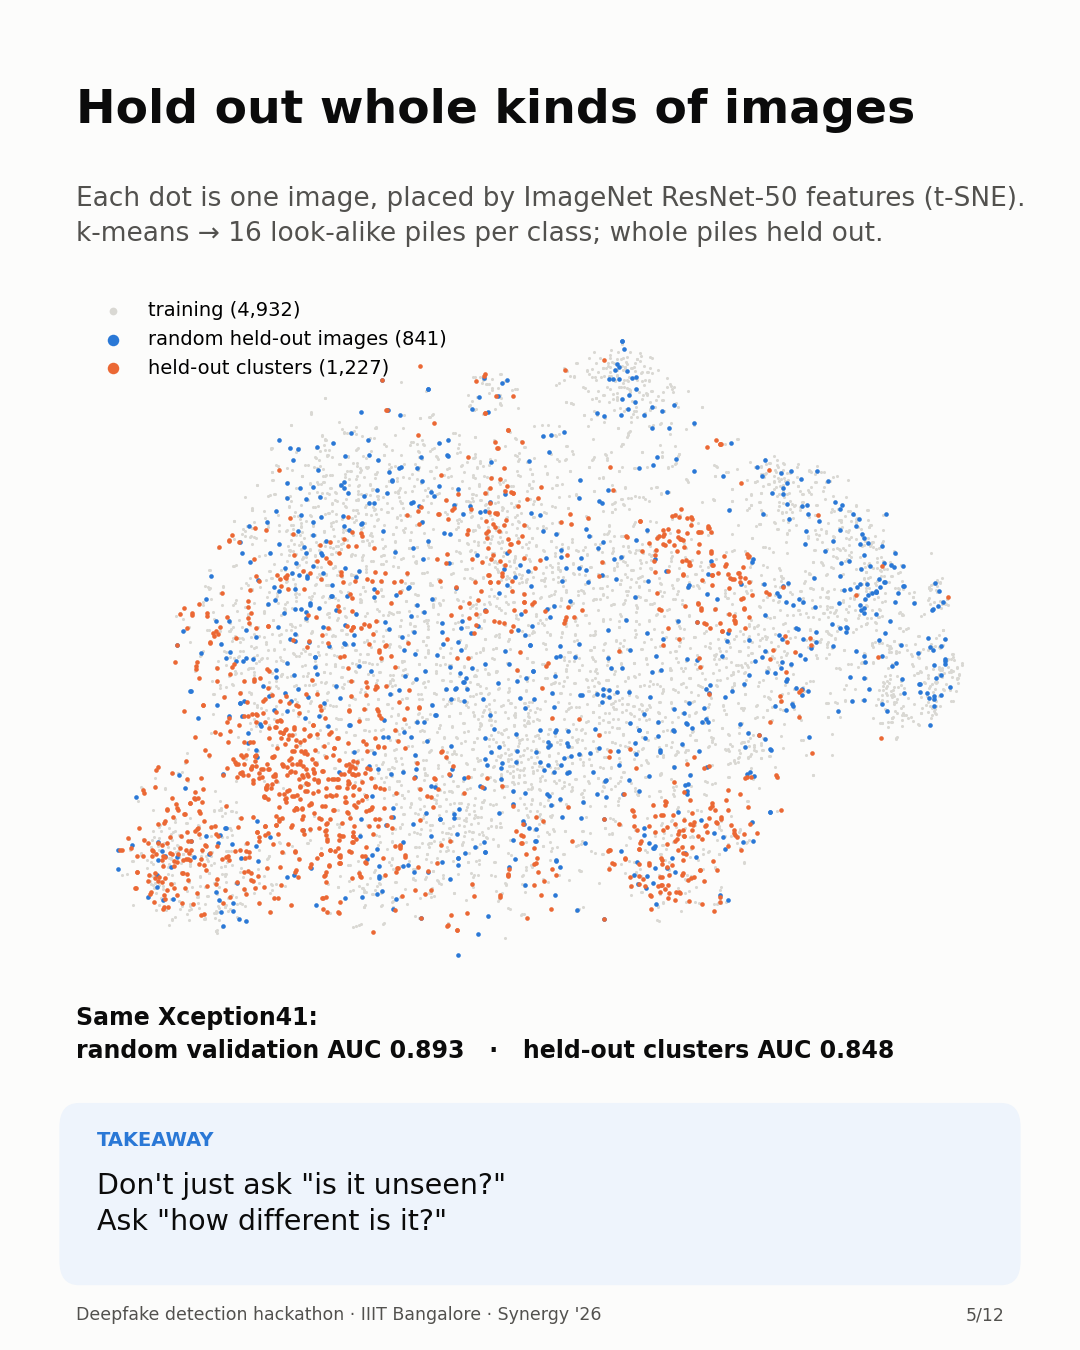 Hold out whole kinds of images
Each dot is one image, placed by ImageNet ResNet-50 features (t-SNE).
k-means → 16 look-alike piles per class; whole piles held out.
training (4,932)
random held-out images (841)
held-out clusters (1,227)
Same Xception41:
random validation AUC 0.893 · held-out clusters AUC 0.848
TAKEAWAY
Don't just ask "is it unseen?"
Ask "how different is it?"
Deepfake detection hackathon · IIIT Bangalore · Synergy '26
5/12